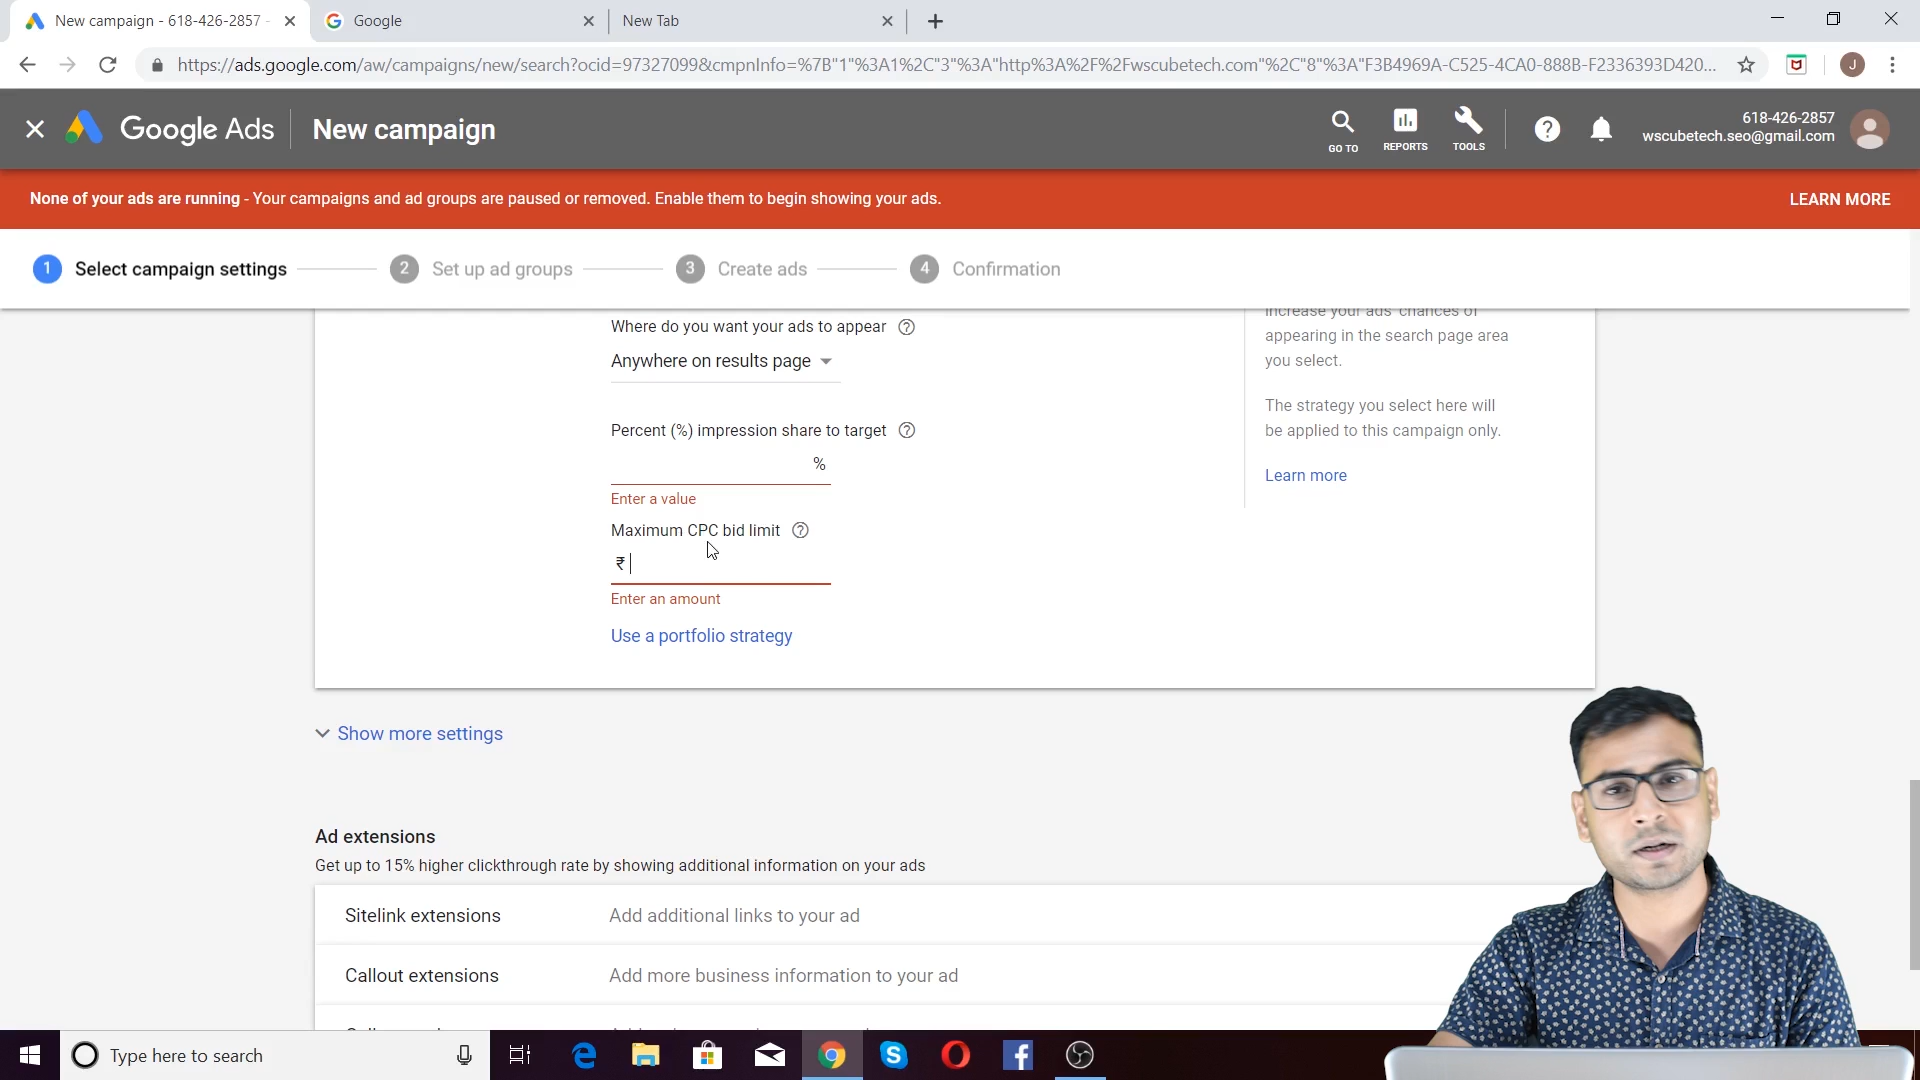 New campaign - 618-426-2857 -
Google
New Tab
https://ads.google.com/aw/campaigns/new/search?ocid=97327099&cmpnInfo=%7B"1"%3A1%2C"3"%3A"http%3A%2F%2Fwscubetech.com"%2C"8"%3A"F3B4969A-C525-4CA0-888B-F2336393D420...
J
Google Ads
New campaign
GO TO
REPORTS
TOOLS
618-426-2857
wscubetech.seo@gmail.com
None of your ads are running - Your campaigns and ad groups are paused or removed. Enable them to begin showing your ads.
LEARN MORE
1 Select campaign settings
2 Set up ad groups
3 Create ads
4 Confirmation
Where do you want your ads to appear
Anywhere on results page
Percent (%) impression share to target
%
Enter a value
Maximum CPC bid limit
₹
Enter an amount
Use a portfolio strategy
increase your ads' chances of
appearing in the search page area
you select.
The strategy you select here will
be applied to this campaign only.
Learn more
Show more settings
Ad extensions
Get up to 15% higher clickthrough rate by showing additional information on your ads
Sitelink extensions
Add additional links to your ad
Callout extensions
Add more business information to your ad
Type here to search